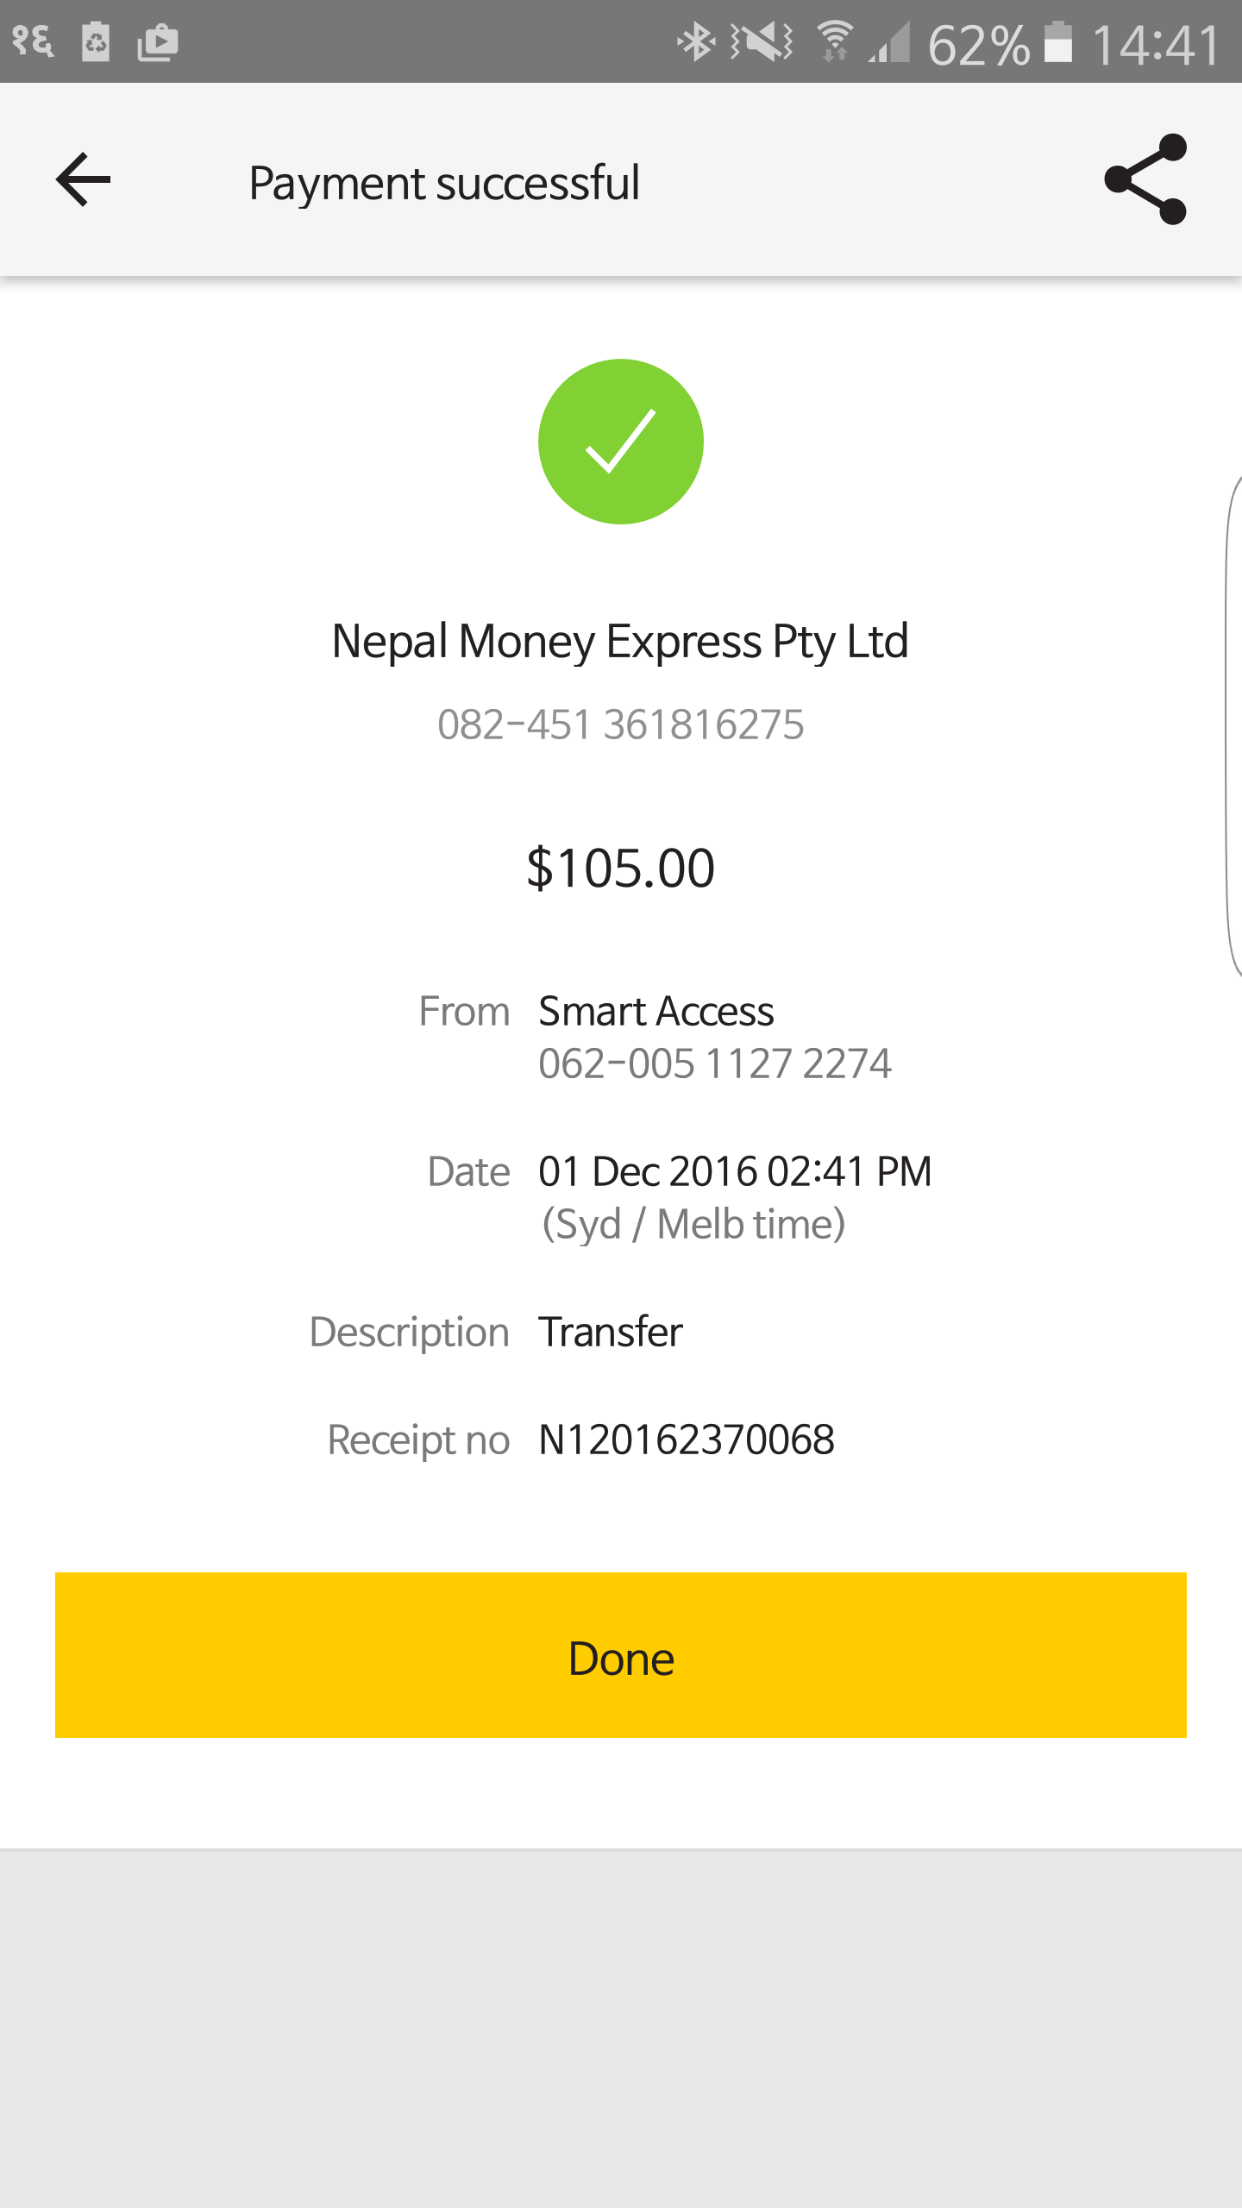 १६ 62% 14:41
Payment successful
Nepal Money Express Pty Ltd
082-451 361816275
$105.00
From Smart Access
062-005 1127 2274
Date 01 Dec 2016 02:41 PM
(Syd / Melb time)
Description Transfer
Receipt no N120162370068
Done